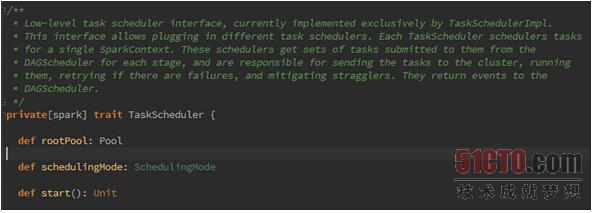 /**
 * Low-level task scheduler interface, currently implemented exclusively by TaskSchedulerImpl.
 * This interface allows plugging in different task schedulers. Each TaskScheduler schedulers tasks
 * for a single SparkContext. These schedulers get sets of tasks submitted to them from the
 * DAGScheduler for each stage, and are responsible for sending the tasks to the cluster, running
 * them, retrying if there are failures, and mitigating stragglers. They return events to the
 * DAGScheduler.
 */
private[spark] trait TaskScheduler {
  def rootPool: Pool
  def schedulingMode: SchedulingMode
  def start(): Unit
51CTO.com
技术成就梦想